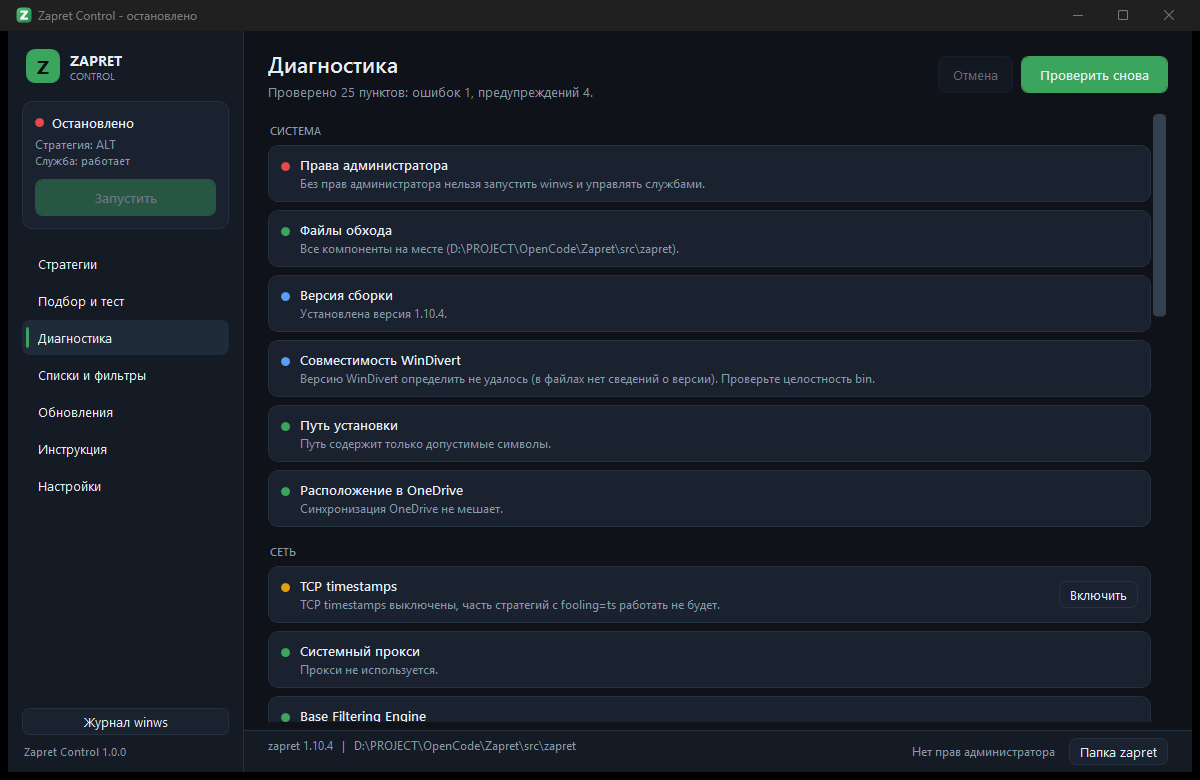 Z Zapret Control - остановлено
Z
ZAPRET
CONTROL
Остановлено
Стратегия: ALT
Служба: работает
Запустить
Стратегии
Подбор и тест
Диагностика
Списки и фильтры
Обновления
Инструкция
Настройки
Журнал winws
Zapret Control 1.0.0
Диагностика
Проверено 25 пунктов: ошибок 1, предупреждений 4.
Отмена
Проверить снова
СИСТЕМА
Права администратора
Без прав администратора нельзя запустить winws и управлять службами.
Файлы обхода
Все компоненты на месте (D:\PROJECT\OpenCode\Zapret\src\zapret).
Версия сборки
Установлена версия 1.10.4.
Совместимость WinDivert
Версию WinDivert определить не удалось (в файлах нет сведений о версии). Проверьте целостность bin.
Путь установки
Путь содержит только допустимые символы.
Расположение в OneDrive
Синхронизация OneDrive не мешает.
СЕТЬ
TCP timestamps
TCP timestamps выключены, часть стратегий с fooling=ts работать не будет.
Включить
Системный прокси
Прокси не используется.
Base Filtering Engine
zapret 1.10.4 | D:\PROJECT\OpenCode\Zapret\src\zapret
Нет прав администратора
Папка zapret